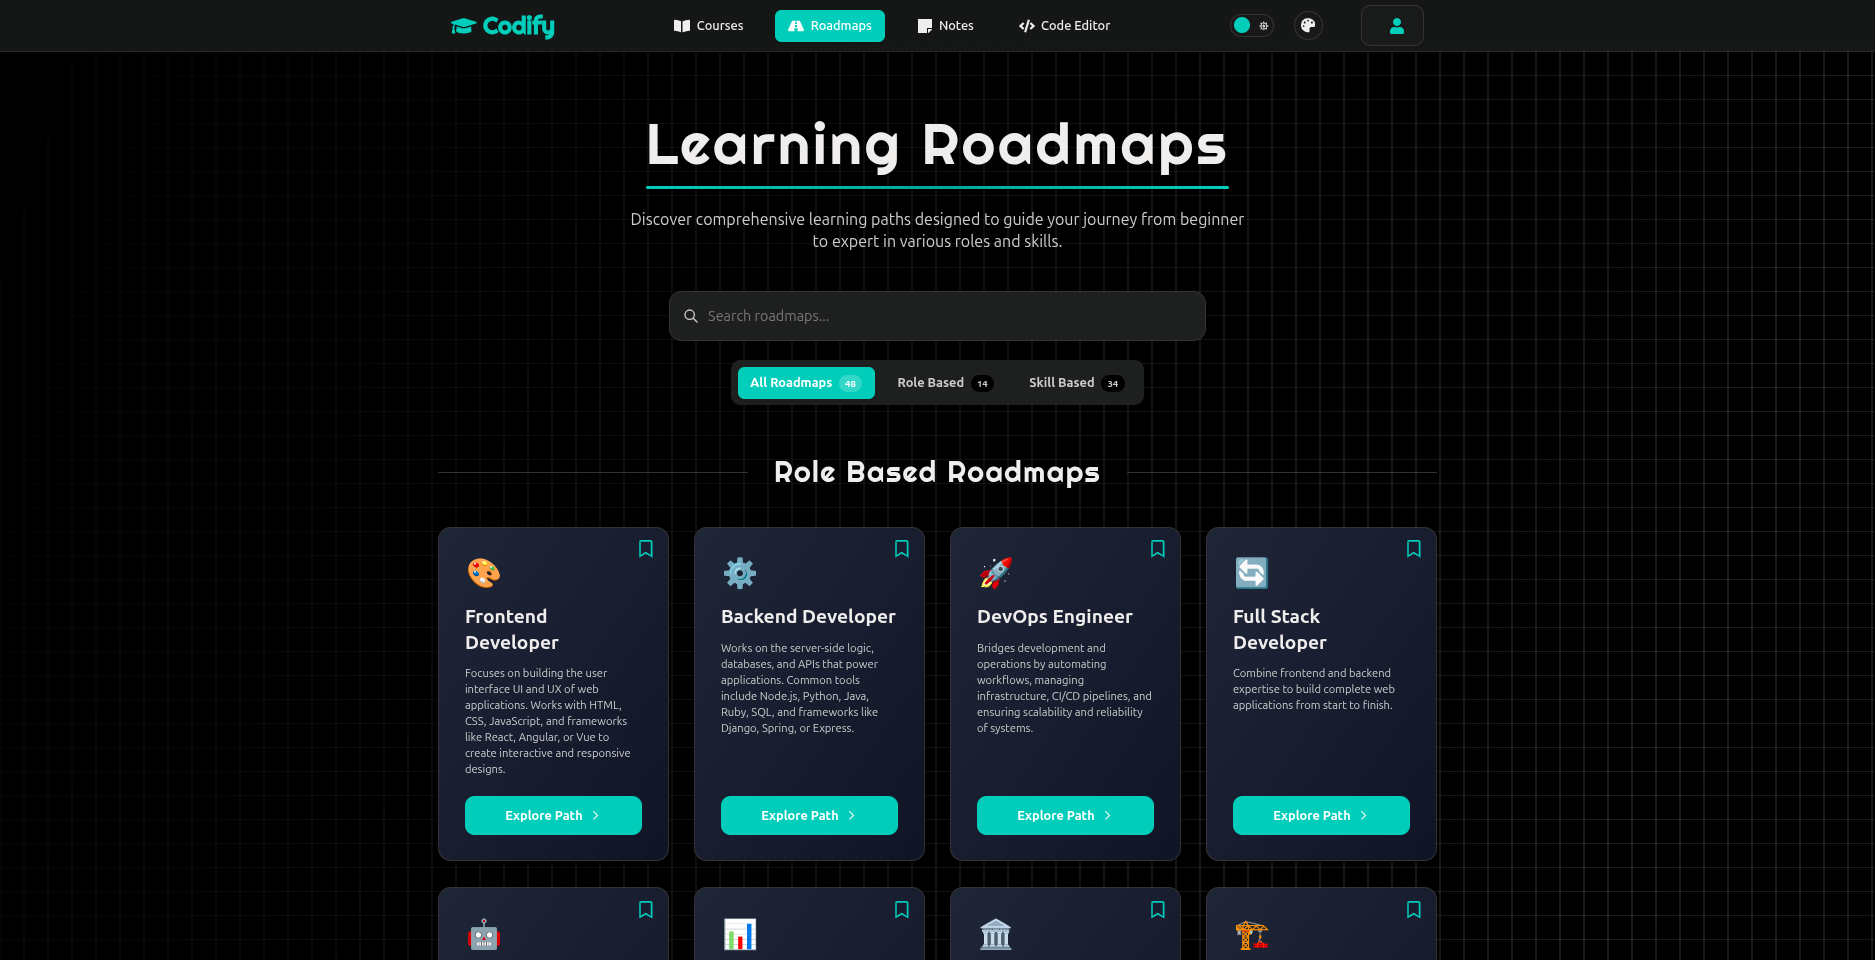 Codify
Courses
Roadmaps
Notes
Code Editor
Learning Roadmaps
Discover comprehensive learning paths designed to guide your journey from beginner
to expert in various roles and skills.
Search roadmaps...
All Roadmaps 48
Role Based 14
Skill Based 34
Role Based Roadmaps
Frontend
Developer
Focuses on building the user
interface UI and UX of web
applications. Works with HTML,
CSS, JavaScript, and frameworks
like React, Angular, or Vue to
create interactive and responsive
designs.
Explore Path
Backend Developer
Works on the server-side logic,
databases, and APIs that power
applications. Common tools
include Node.js, Python, Java,
Ruby, SQL, and frameworks like
Django, Spring, or Express.
Explore Path
DevOps Engineer
Bridges development and
operations by automating
workflows, managing
infrastructure, CI/CD pipelines, and
ensuring scalability and reliability
of systems.
Explore Path
Full Stack
Developer
Combine frontend and backend
expertise to build complete web
applications from start to finish.
Explore Path